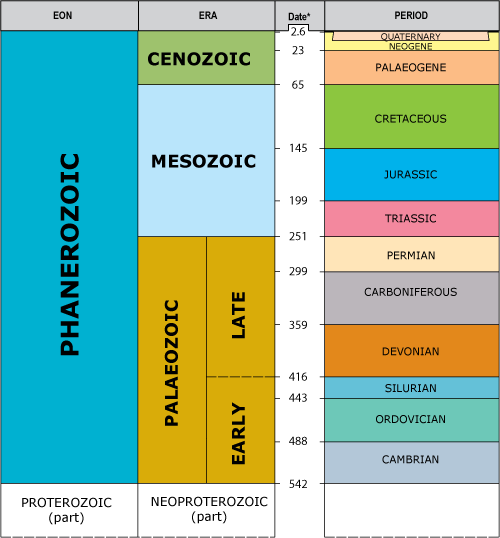 EON ERA Date* PERIOD
2.6 QUATERNARY
NEOGENE
23
CENOZOIC
PALAEOGENE
65
CRETACEOUS
145
MESOZOIC
JURASSIC
199
TRIASSIC
251
PHANEROZOIC
PERMIAN
299
CARBONIFEROUS
PALAEOZOIC
LATE
359
DEVONIAN
416
SILURIAN
443
EARLY
ORDOVICIAN
488
CAMBRIAN
542
PROTEROZOIC
(part)
NEOPROTEROZOIC
(part)